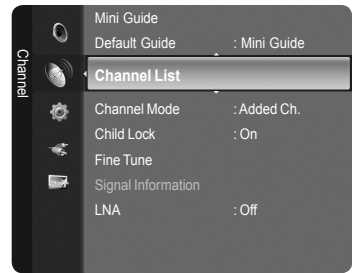 Channel
Mini Guide
Default Guide : Mini Guide
Channel List
Channel Mode : Added Ch.
Child Lock : On
Fine Tune
Signal Information
LNA : Off